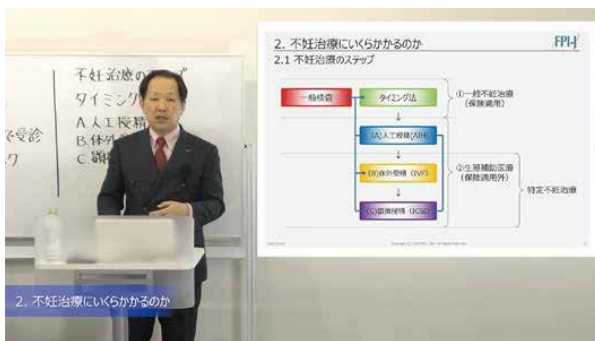 不妊治療のステップ
タイミング
A 人工授精
B 体外
C 顕微
で受診
ク
2. 不妊治療にいくらかかるのか
FPI-J
2.1 不妊治療のステップ
一般検査
タイミング法
①一般不妊治療
(保険適用)
(A)人工授精(AIH)
(B)体外受精 (IVF)
②生殖補助医療
(保険適用外)
特定不妊治療
(C)顕微授精 (ICSI)
2. 不妊治療にいくらかかるのか